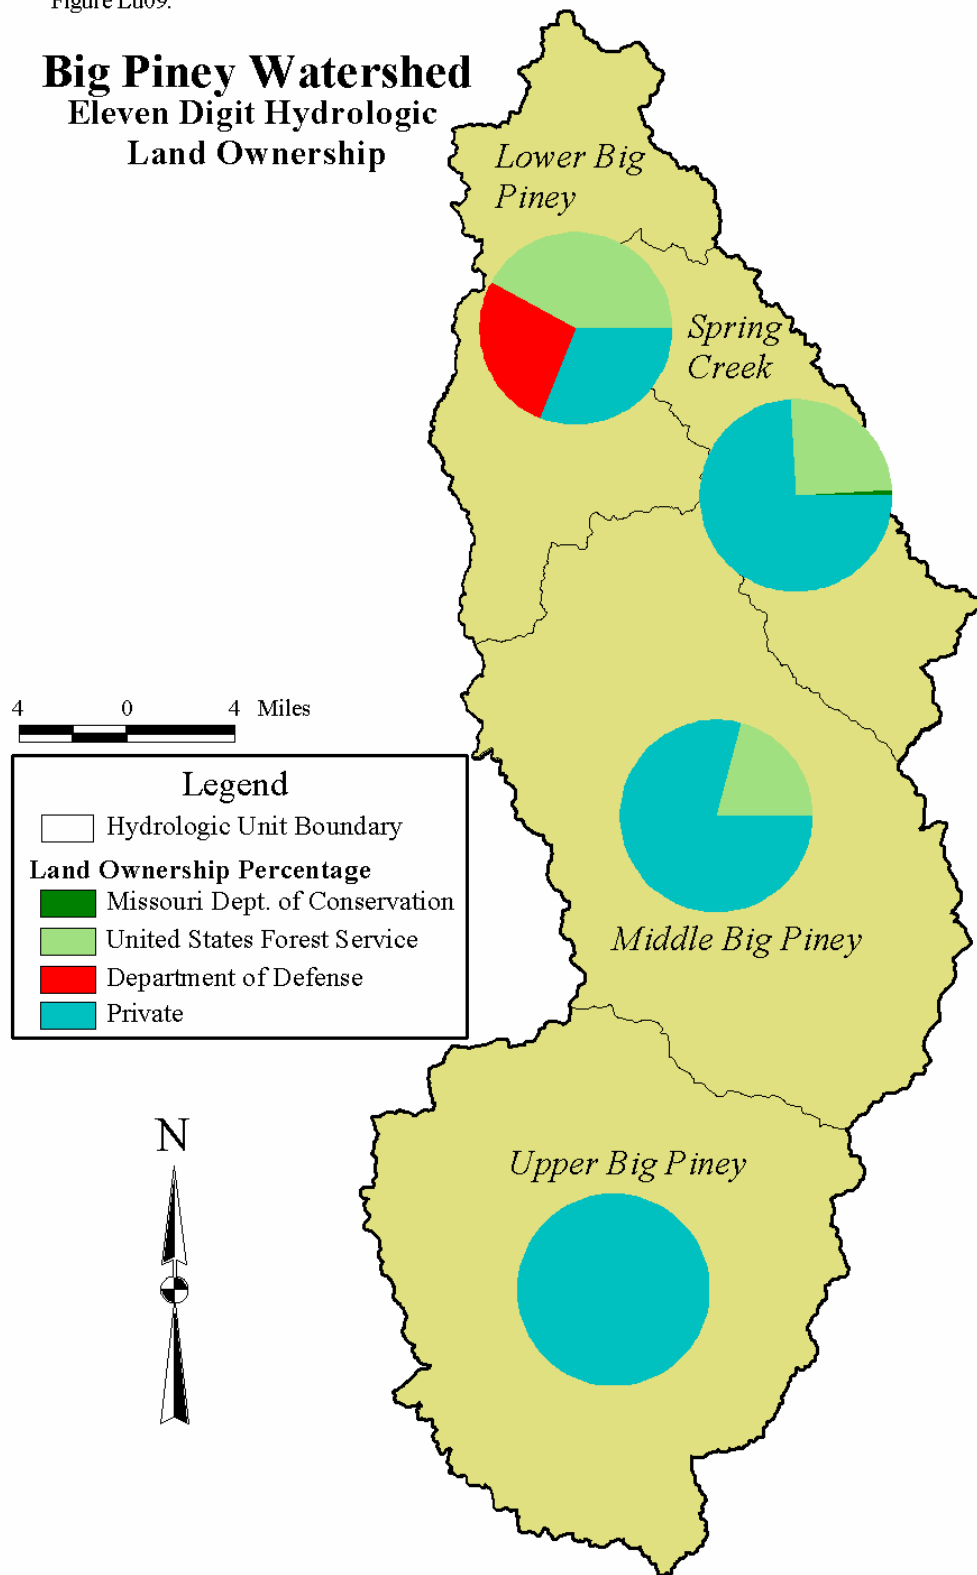 Figure Lu09.
Big Piney Watershed
Eleven Digit Hydrologic
Land Ownership
Lower Big
Piney
Spring
Creek
4 0 4 Miles
Legend
Hydrologic Unit Boundary
Land Ownership Percentage
Missouri Dept. of Conservation
United States Forest Service
Department of Defense
Private
Middle Big Piney
N
Upper Big Piney